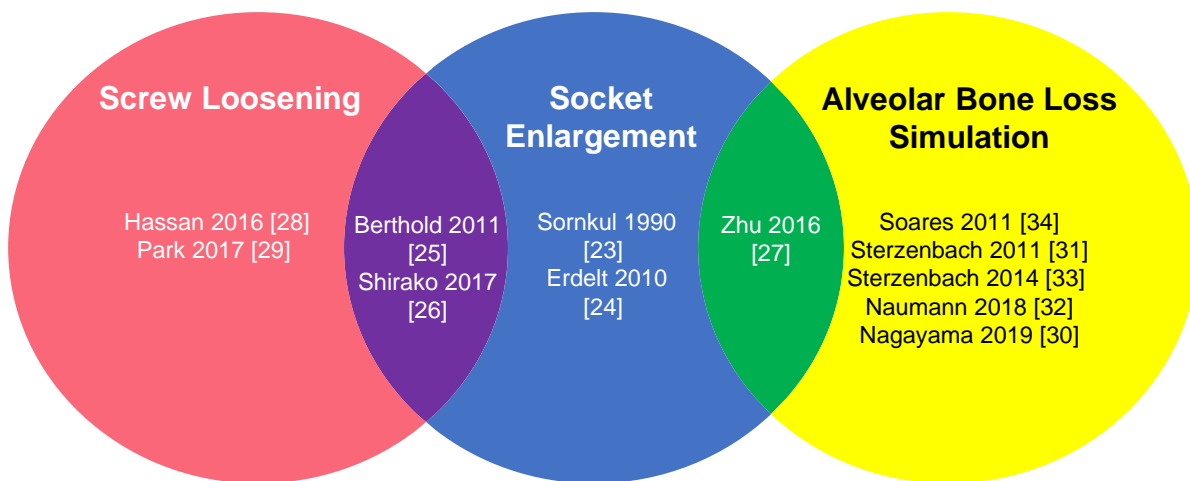 Screw Loosening
Hassan 2016 [28]
Park 2017 [29]
Berthold 2011
[25]
Shirako 2017
[26]
Socket
Enlargement
Sornkul 1990
[23]
Erdelt 2010
[24]
Zhu 2016
[27]
Alveolar Bone Loss
Simulation
Soares 2011 [34]
Sterzenbach 2011 [31]
Sterzenbach 2014 [33]
Naumann 2018 [32]
Nagayama 2019 [30]